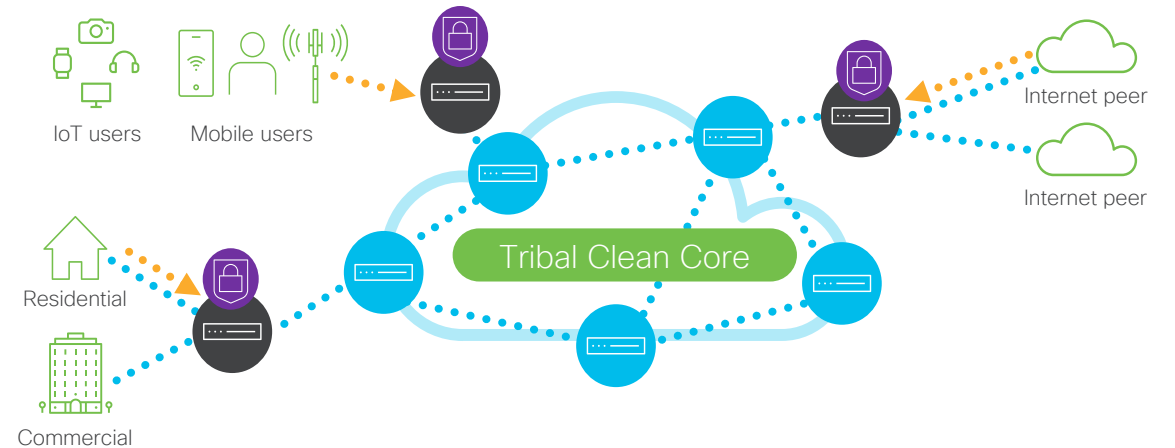 IoT users
Mobile users
Internet peer
Internet peer
Tribal Clean Core
Residential
Commercial